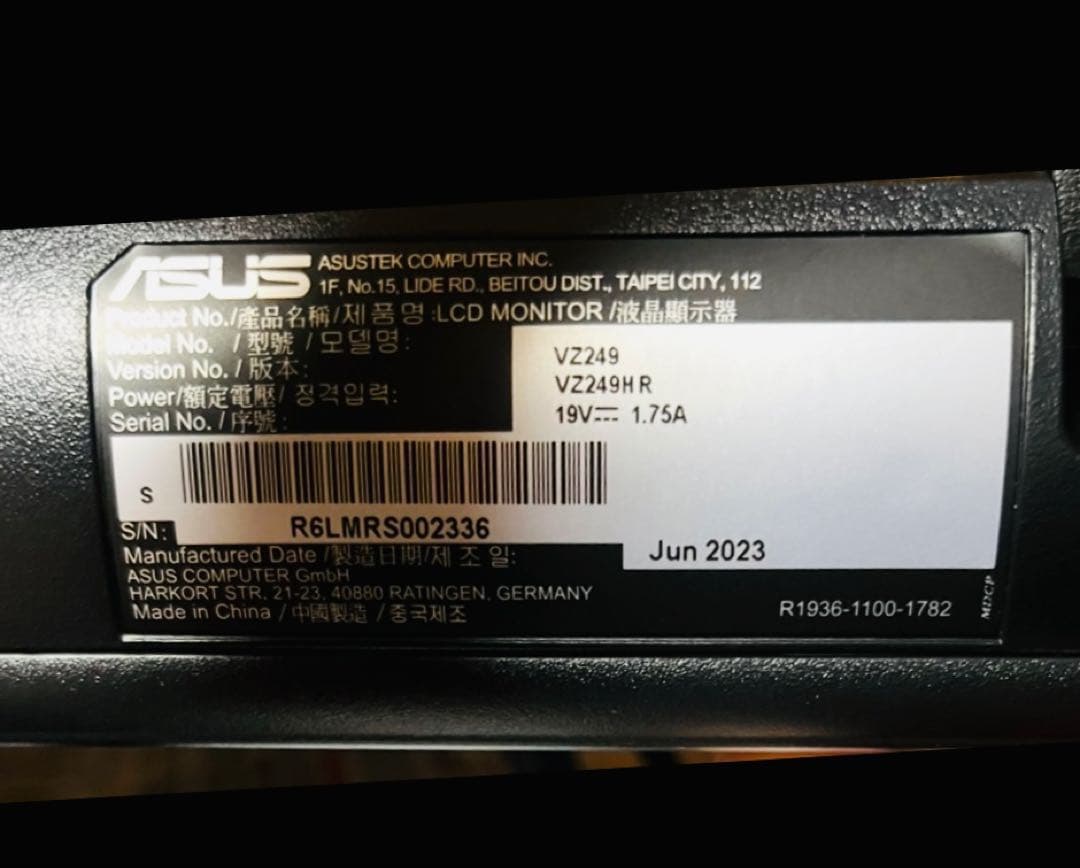 ASUS ASUSTEK COMPUTER INC.
1F, No.15, LIDE RD., BEITOU DIST., TAIPEI CITY, 112
Product No./產品名稱/제품명:LCD MONITOR/液晶顯示器
Model No. /型號 / 모델명: VZ249
Version No. / 版本: VZ249HR
Power/額定電壓/ 정격입력: 19V⎓ 1.75A
Serial No. / 序號:
S
S/N: R6LMRS002336
Manufactured Date /製造日期/제 조 일: Jun 2023
ASUS COMPUTER GmbH
HARKORT STR. 21-23, 40880 RATINGEN, GERMANY
Made in China / 中國製造 / 중국제조
R1936-1100-1782
MDCP